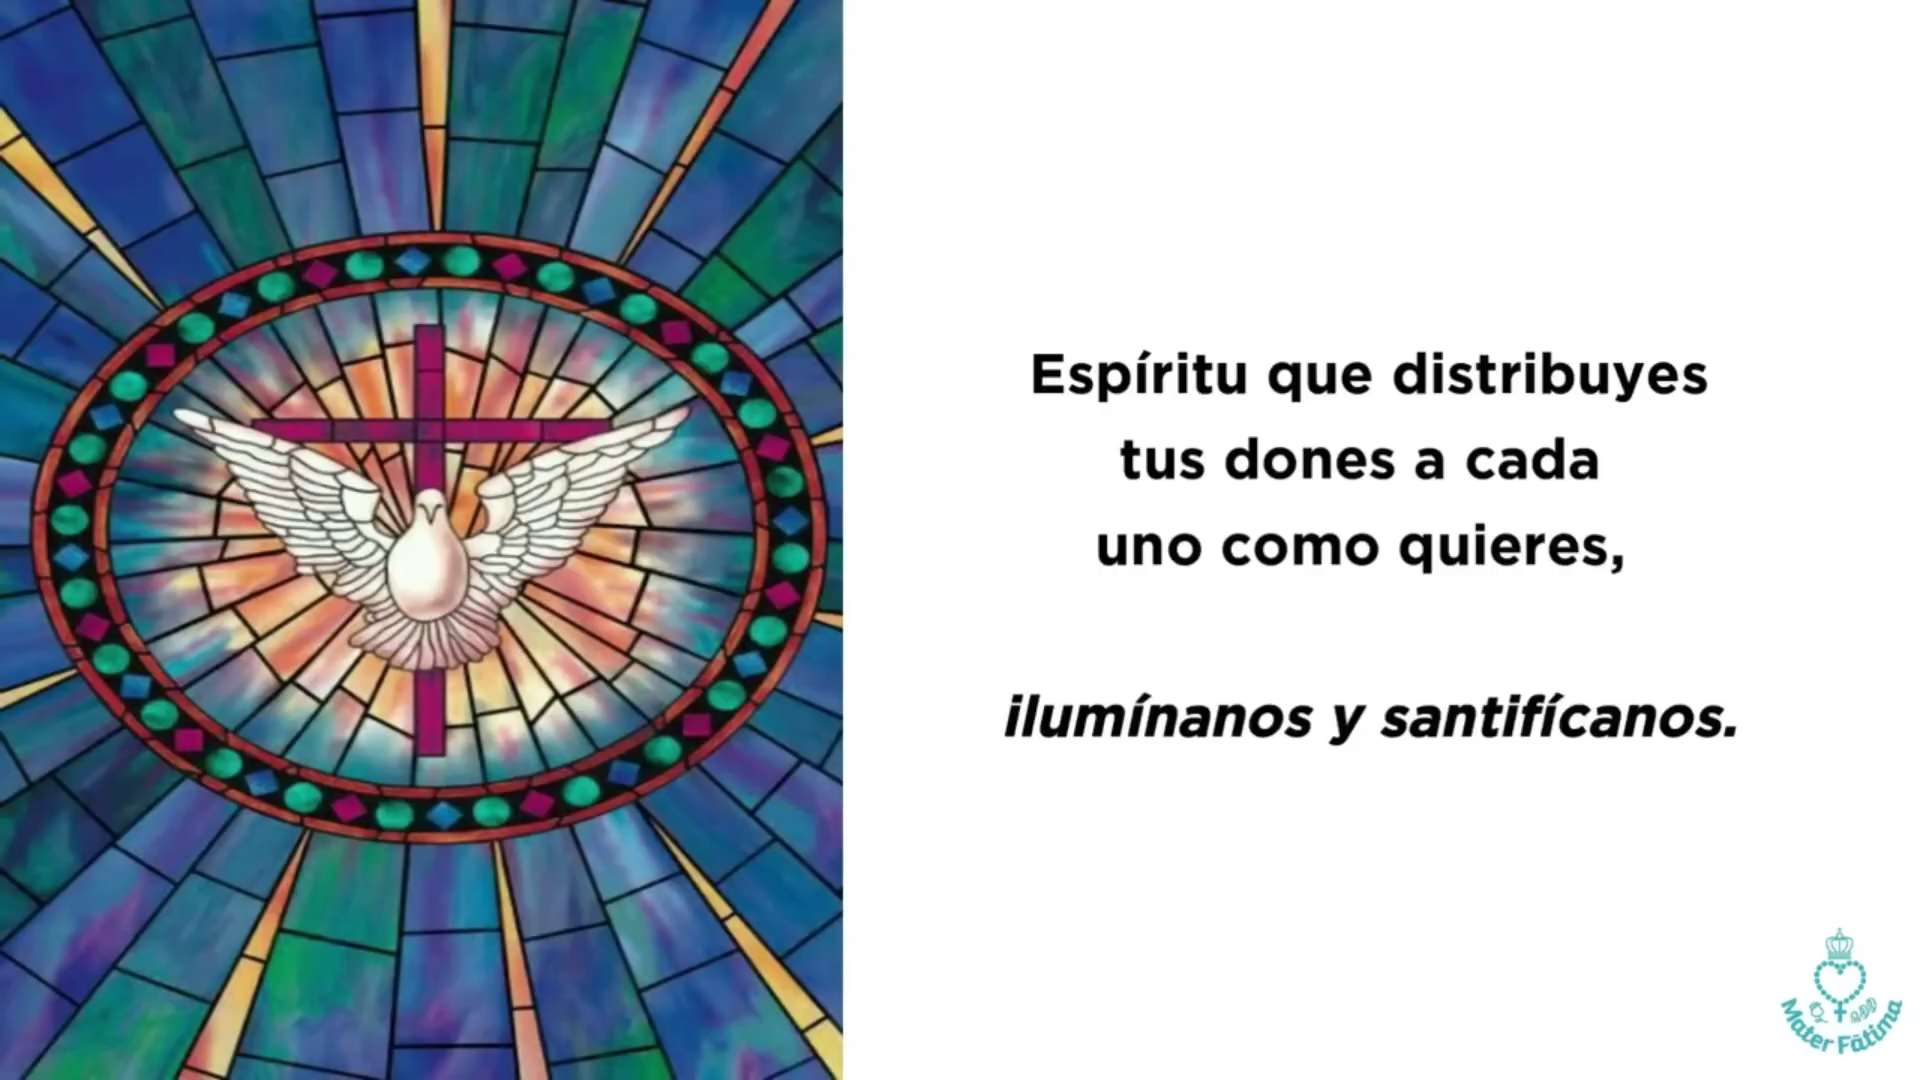 Espíritu que distribuyes
tus dones a cada
uno como quieres,
ilumínanos y santifícanos.
Mater Fátima